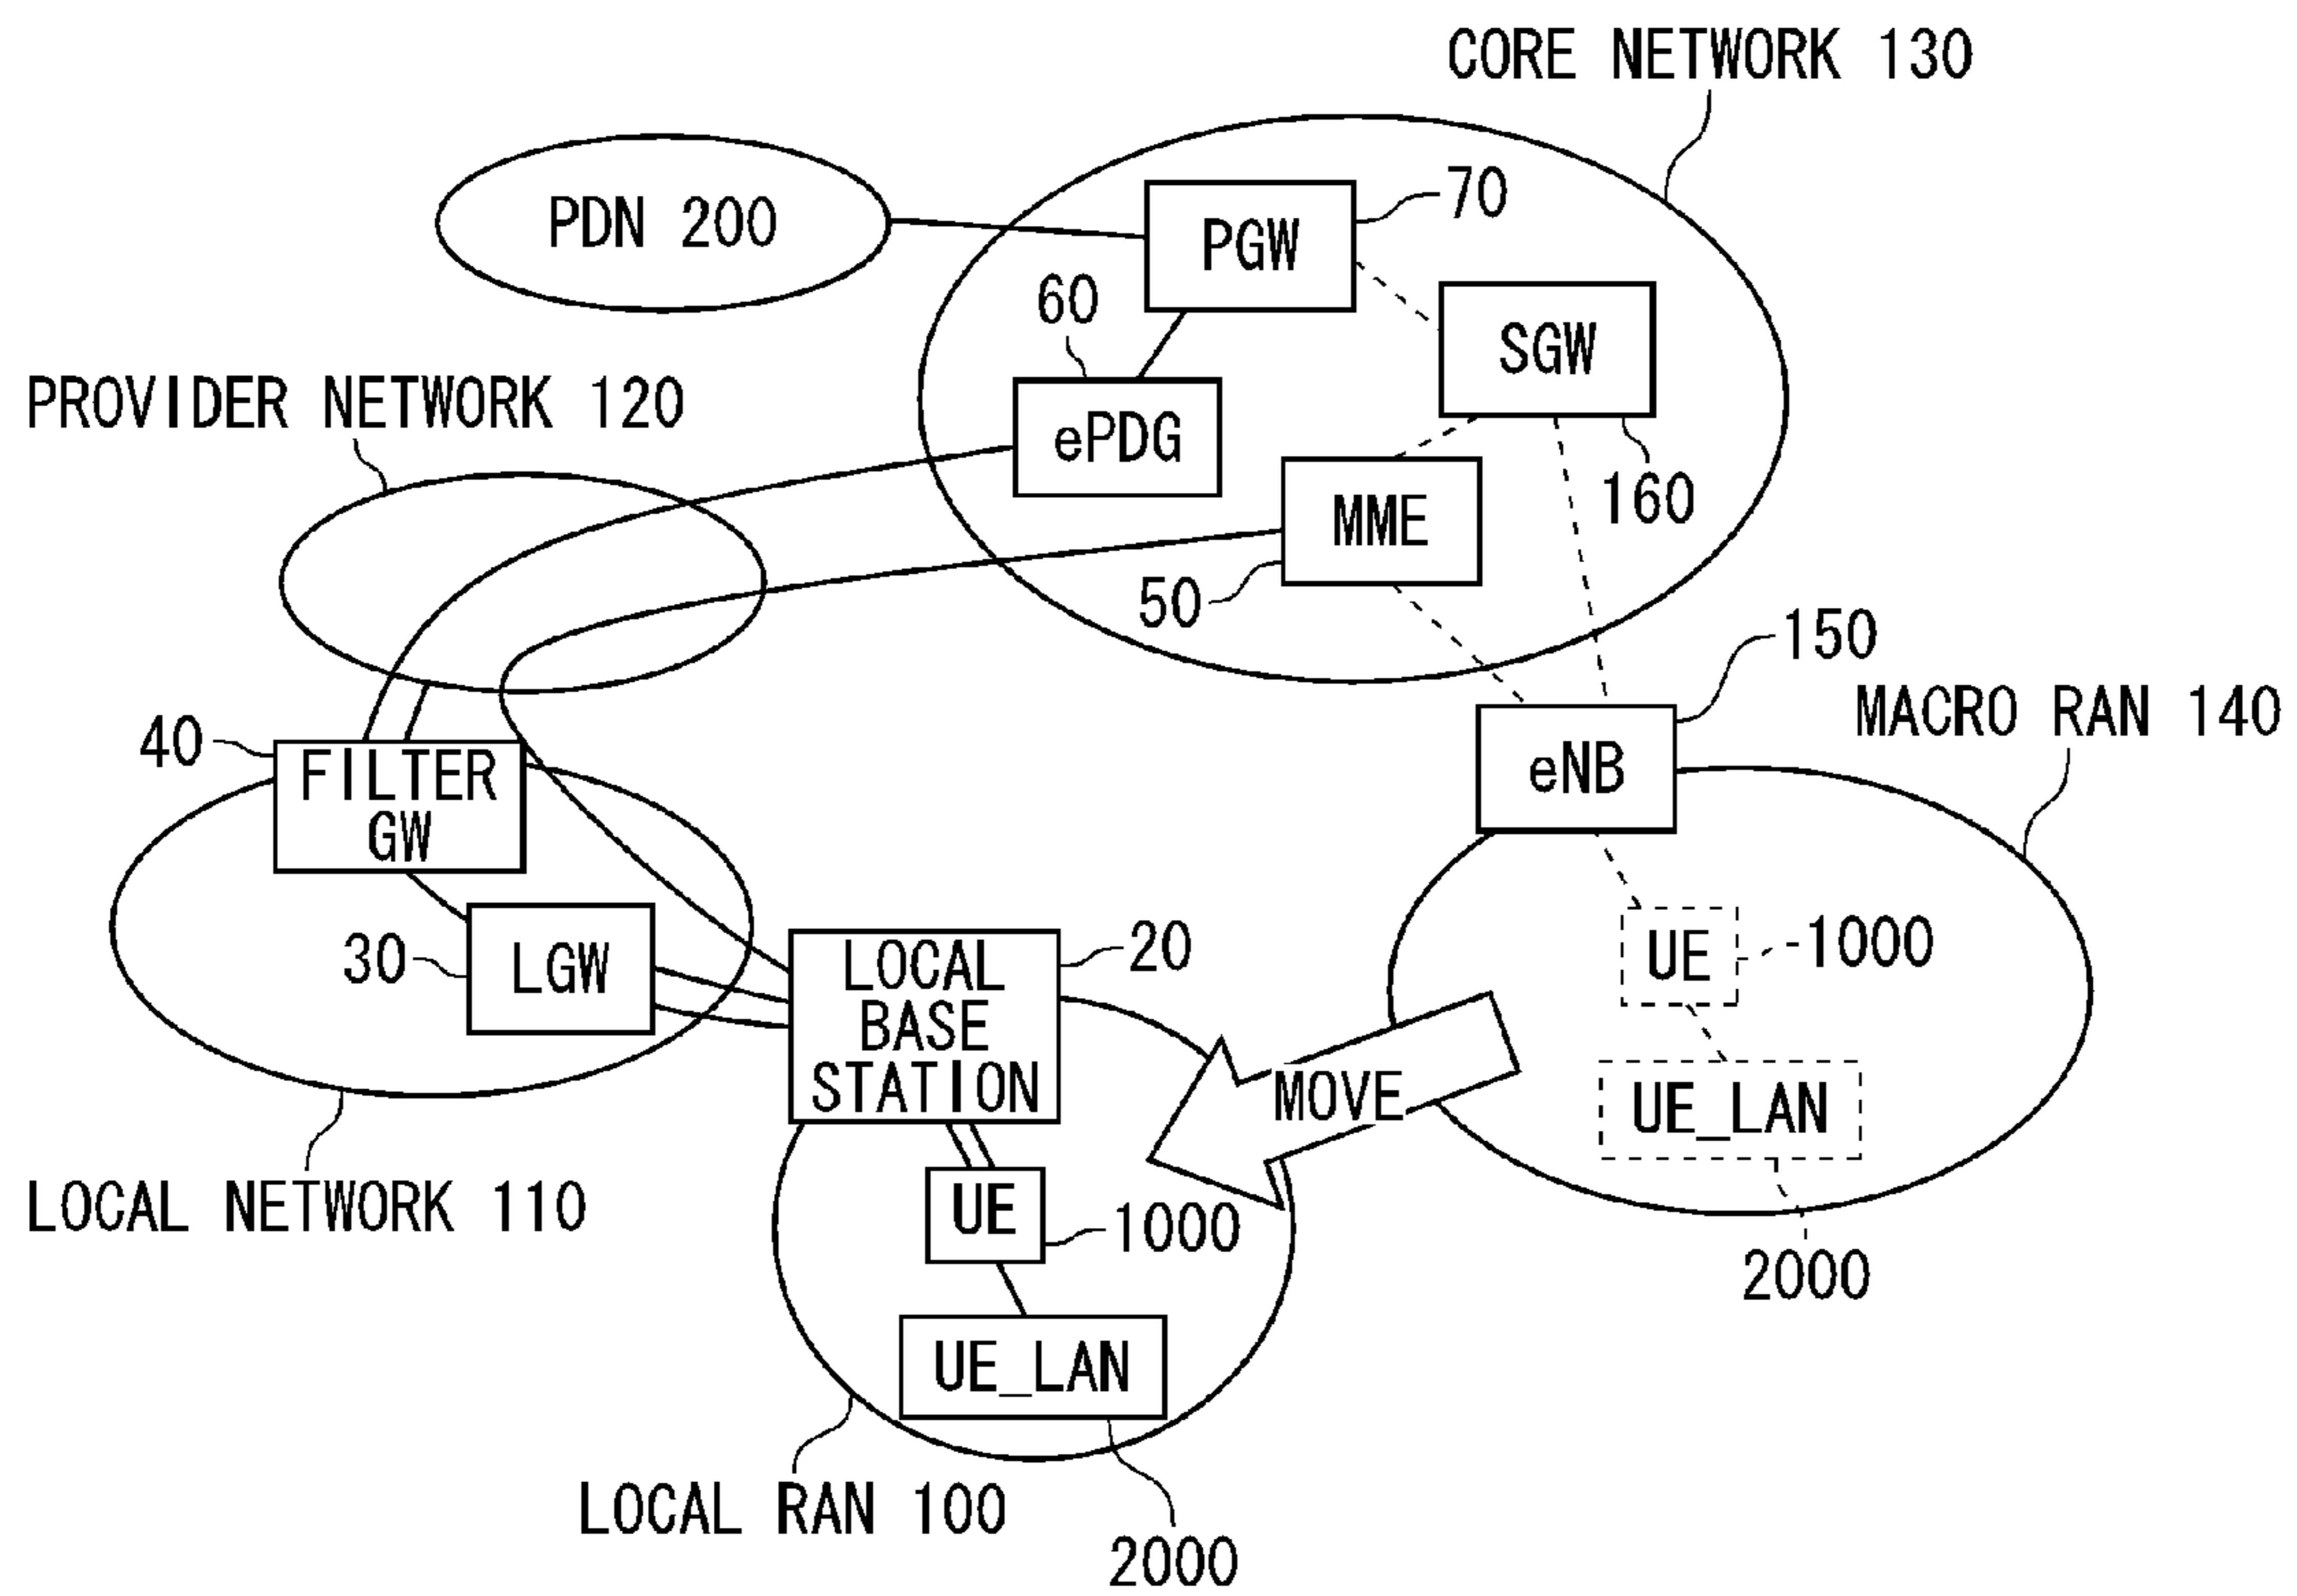 CORE NETWORK 130
PDN 200
PGW
70
60
SGW
ePDG
160
PROVIDER NETWORK 120
MME
50
150
MACRO RAN 140
40
FILTER
GW
eNB
30
LGW
LOCAL
BASE
STATION
20
UE
1000
MOVE
UE_LAN
2000
LOCAL NETWORK 110
UE
1000
UE_LAN
LOCAL RAN 100
2000